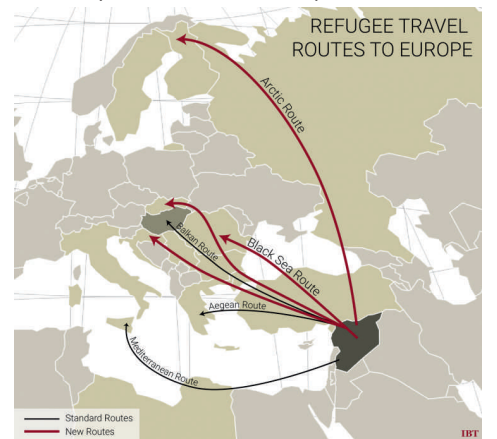 REFUGEE TRAVEL
ROUTES TO EUROPE
Arctic Route
Black Sea Route
Balkan Route
Aegean Route
Mediterranean Route
Standard Routes
New Routes
IBT